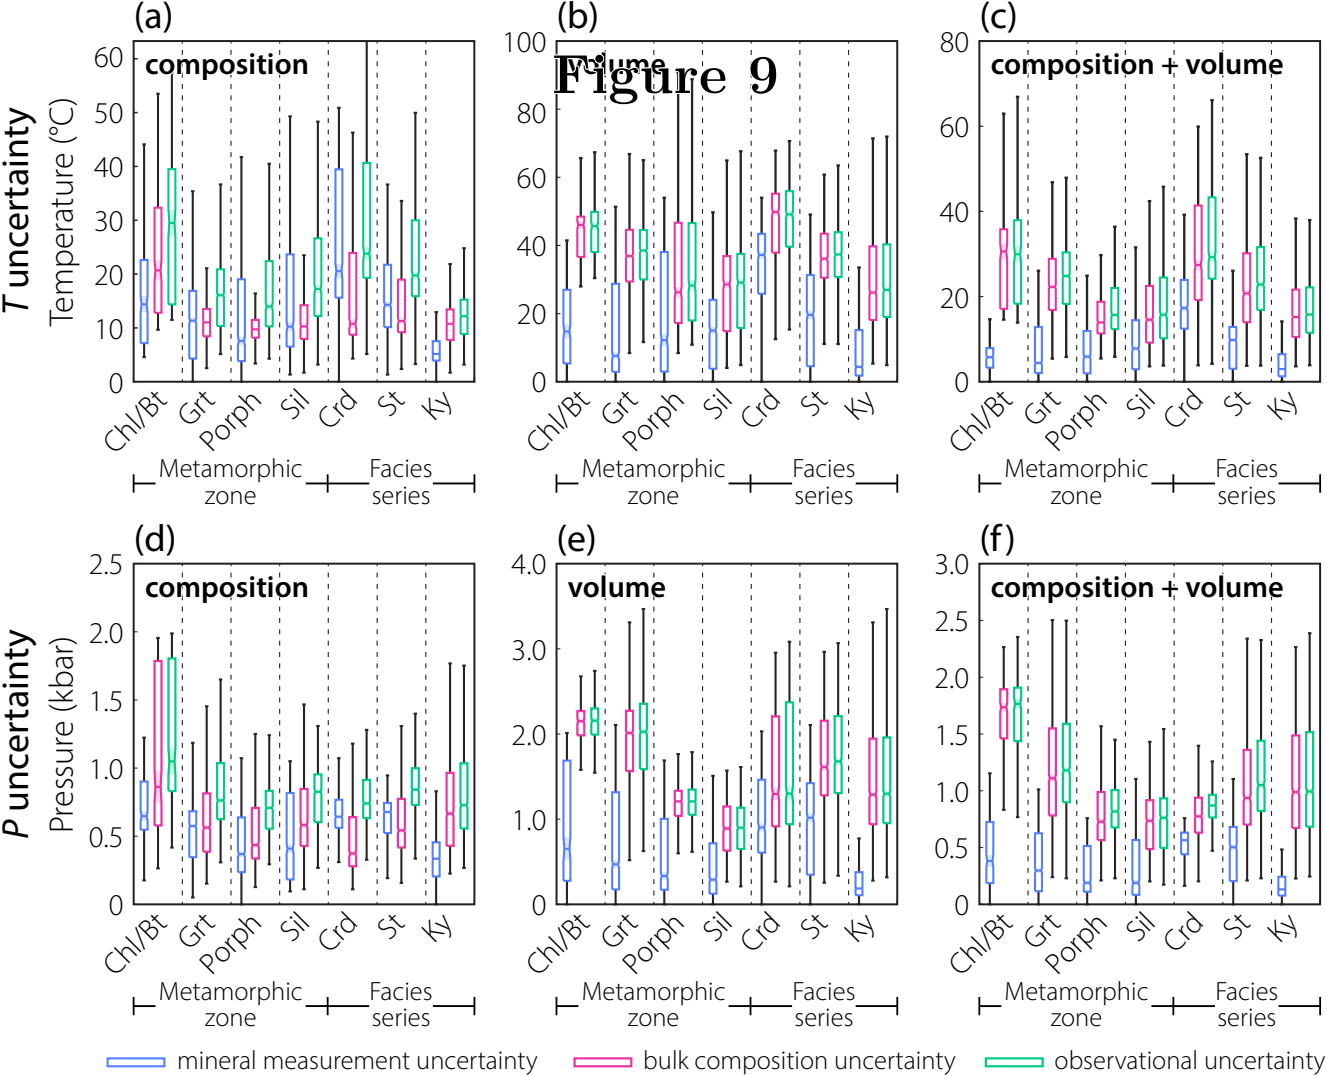 (a)
(b)
(c)
T uncertainty
Temperature (°C)
60
50
40
30
20
10
0
composition
Chl/Bt
Grt
Porph
Sil
Crd
St
Ky
Metamorphic
zone
Facies
series
100
80
60
40
20
0
volume
Figure 9
Chl/Bt
Grt
Porph
Sil
Crd
St
Ky
Metamorphic
zone
Facies
series
80
60
40
20
0
composition + volume
Chl/Bt
Grt
Porph
Sil
Crd
St
Ky
Metamorphic
zone
Facies
series
(d)
(e)
(f)
P uncertainty
Pressure (kbar)
2.5
2.0
1.5
1.0
0.5
0
composition
Chl/Bt
Grt
Porph
Sil
Crd
St
Ky
Metamorphic
zone
Facies
series
4.0
3.0
2.0
1.0
0
volume
Chl/Bt
Grt
Porph
Sil
Crd
St
Ky
Metamorphic
zone
Facies
series
3.0
2.5
2.0
1.5
1.0
0.5
0
composition + volume
Chl/Bt
Grt
Porph
Sil
Crd
St
Ky
Metamorphic
zone
Facies
series
mineral measurement uncertainty
bulk composition uncertainty
observational uncertainty